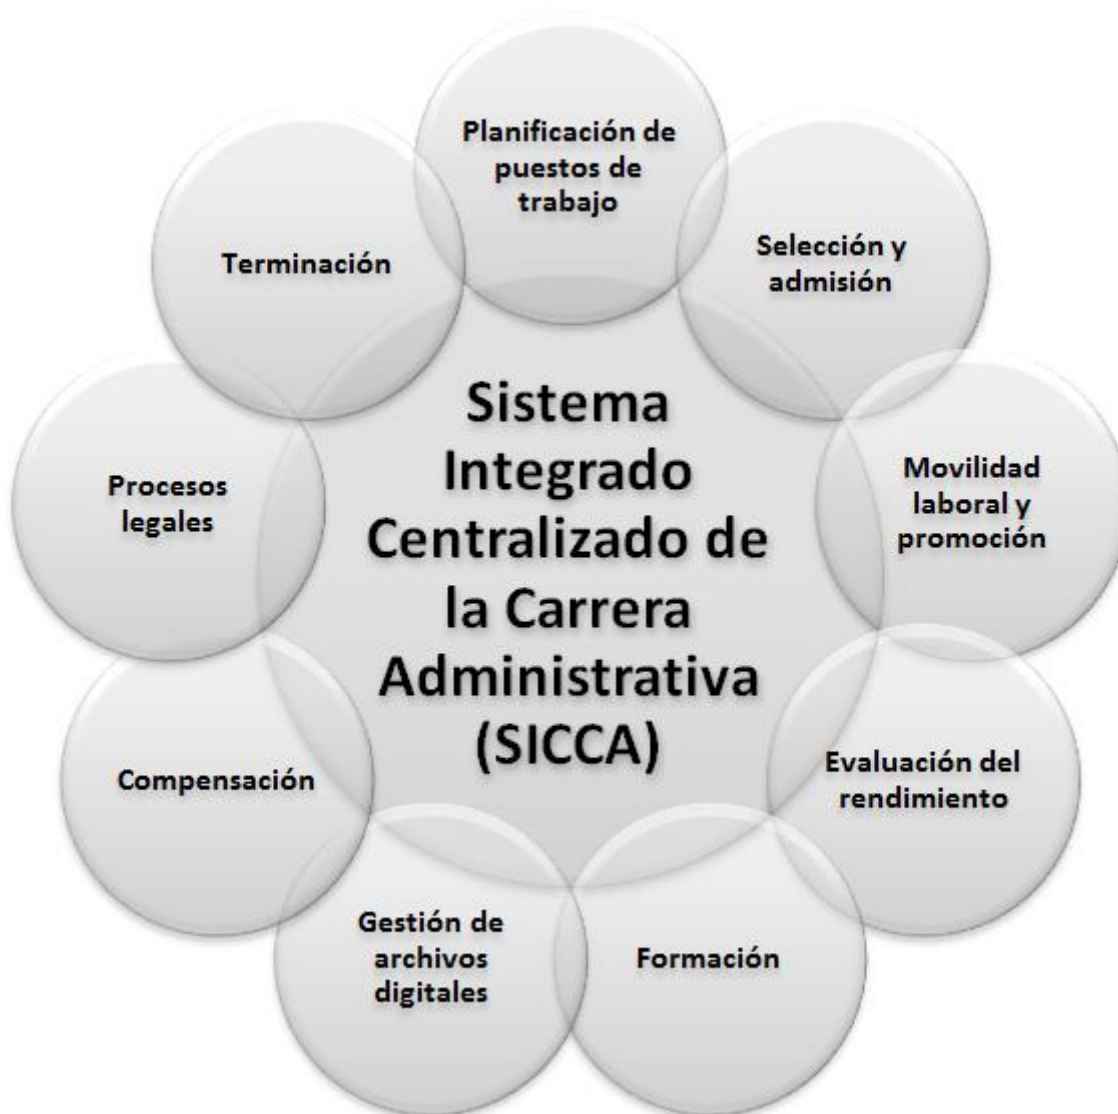 Planificación de
puestos de
trabajo
Selección y
admisión
Movilidad
laboral y
promoción
Evaluación del
rendimiento
Formación
Gestión de
archivos
digitales
Compensación
Procesos
legales
Terminación
Sistema
Integrado
Centralizado de
la Carrera
Administrativa
(SICCA)